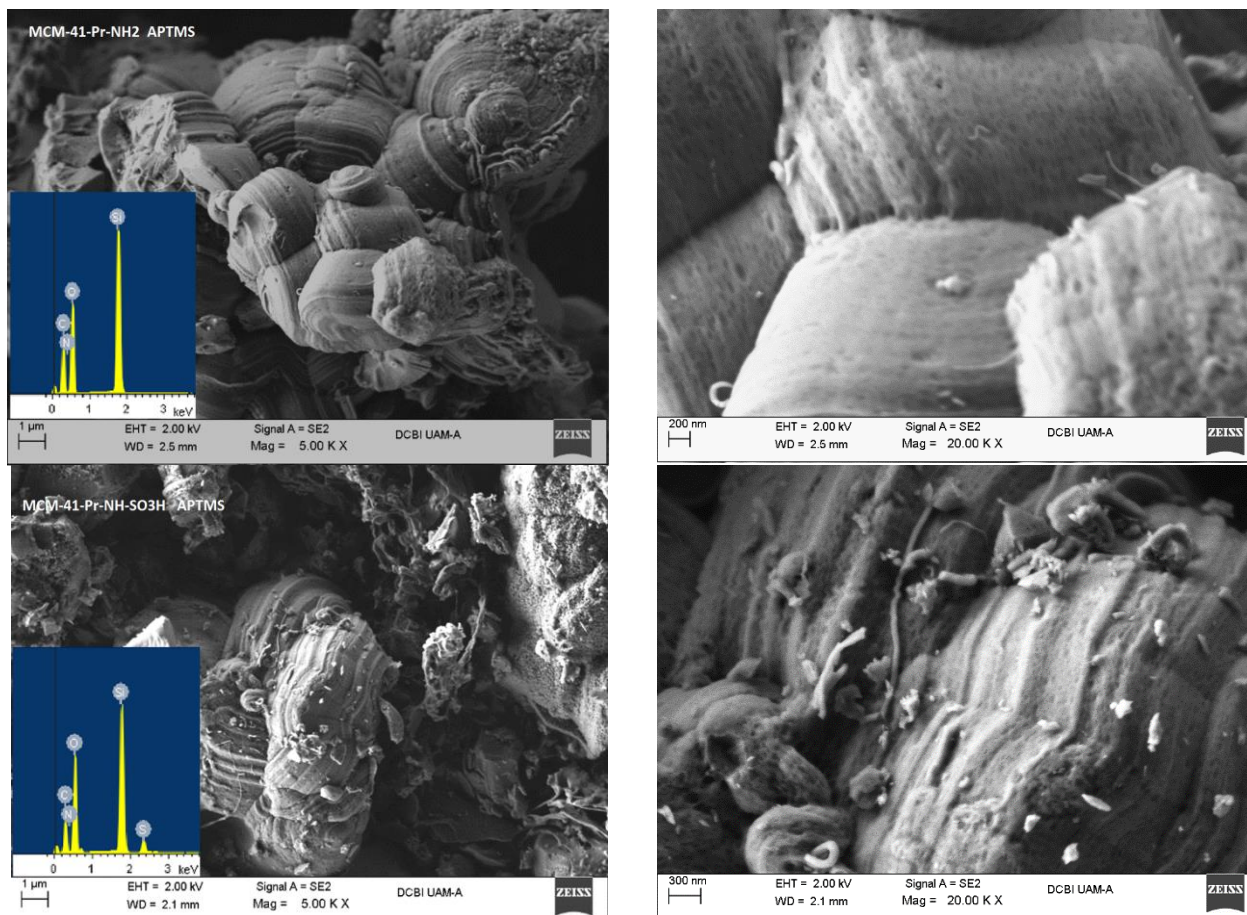 MCM-41-Pr-NH2 APTMS
Si
O
C
N
0 1 2 3 keV
1 µm
EHT = 2.00 kV
WD = 2.5 mm
Signal A = SE2
Mag = 5.00 K X
DCBI UAM-A
ZEISS
200 nm
EHT = 2.00 kV
WD = 2.5 mm
Signal A = SE2
Mag = 20.00 K X
DCBI UAM-A
ZEISS
MCM-41-Pr-NH-SO3H APTMS
Si
O
C
N
S
0 1 2 3 keV
1 µm
EHT = 2.00 kV
WD = 2.1 mm
Signal A = SE2
Mag = 5.00 K X
DCBI UAM-A
ZEISS
300 nm
EHT = 2.00 kV
WD = 2.1 mm
Signal A = SE2
Mag = 20.00 K X
DCBI UAM-A
ZEISS